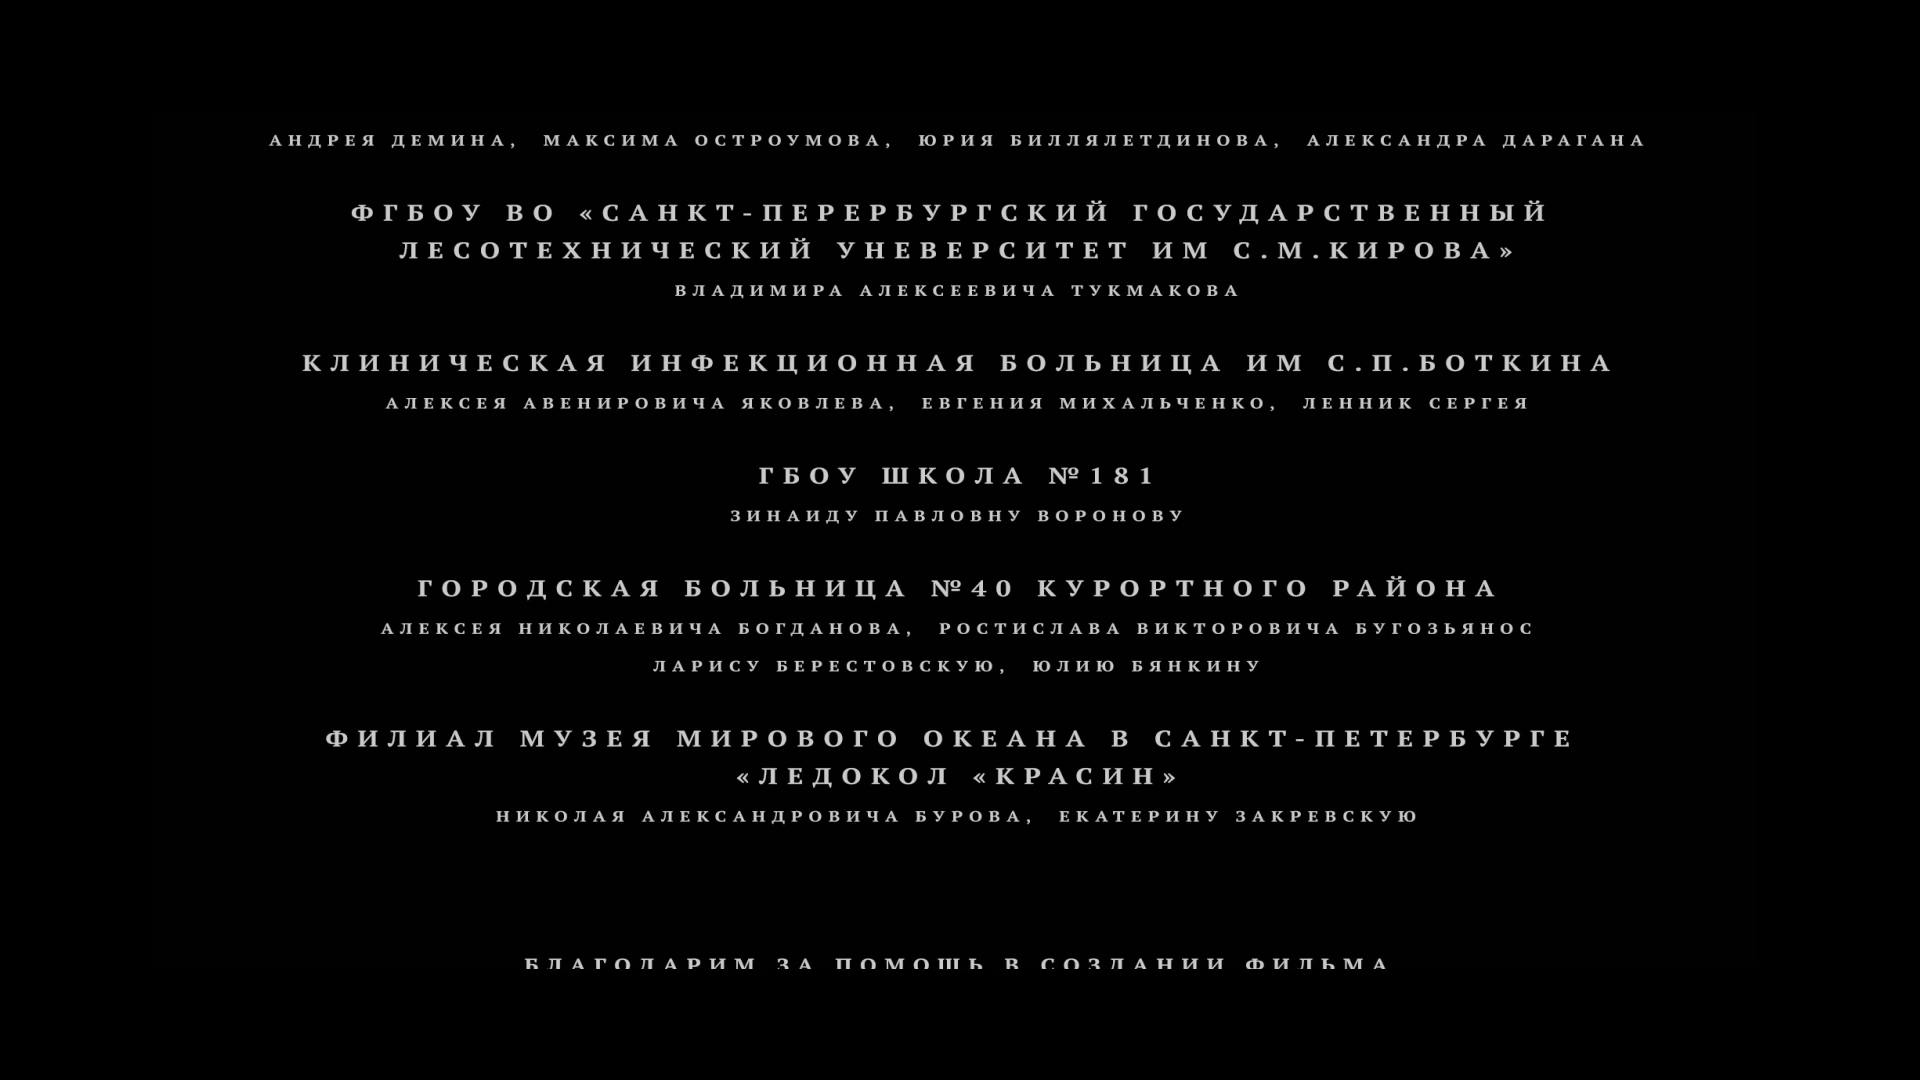 АНДРЕЯ ДЕМИНА, МАКСИМА ОСТРОУМОВА, ЮРИЯ БИЛЛЯЛЕТДИНОВА, АЛЕКСАНДРА ДАРАГАНА
ФГБОУ ВО «САНКТ-ПЕРЕРБУРГСКИЙ ГОСУДАРСТВЕННЫЙ
ЛЕСОТЕХНИЧЕСКИЙ УНЕВЕРСИТЕТ ИМ С.М.КИРОВА»
ВЛАДИМИРА АЛЕКСЕЕВИЧА ТУКМАКОВА
КЛИНИЧЕСКАЯ ИНФЕКЦИОННАЯ БОЛЬНИЦА ИМ С.П.БОТКИНА
АЛЕКСЕЯ АВЕНИРОВИЧА ЯКОВЛЕВА, ЕВГЕНИЯ МИХАЛЬЧЕНКО, ЛЕННИК СЕРГЕЯ
ГБОУ ШКОЛА №181
ЗИНАИДУ ПАВЛОВНУ ВОРОНОВУ
ГОРОДСКАЯ БОЛЬНИЦА №40 КУРОРТНОГО РАЙОНА
АЛЕКСЕЯ НИКОЛАЕВИЧА БОГДАНОВА, РОСТИСЛАВА ВИКТОРОВИЧА БУГОЗЬЯНОС
ЛАРИСУ БЕРЕСТОВСКУЮ, ЮЛИЮ БЯНКИНУ
ФИЛИАЛ МУЗЕЯ МИРОВОГО ОКЕАНА В САНКТ-ПЕТЕРБУРГЕ
«ЛЕДОКОЛ «КРАСИН»
НИКОЛАЯ АЛЕКСАНДРОВИЧА БУРОВА, ЕКАТЕРИНУ ЗАКРЕВСКУЮ
БЛАГОДАРИМ ЗА ПОМОЩЬ В СОЗДАНИИ ФИЛЬМА